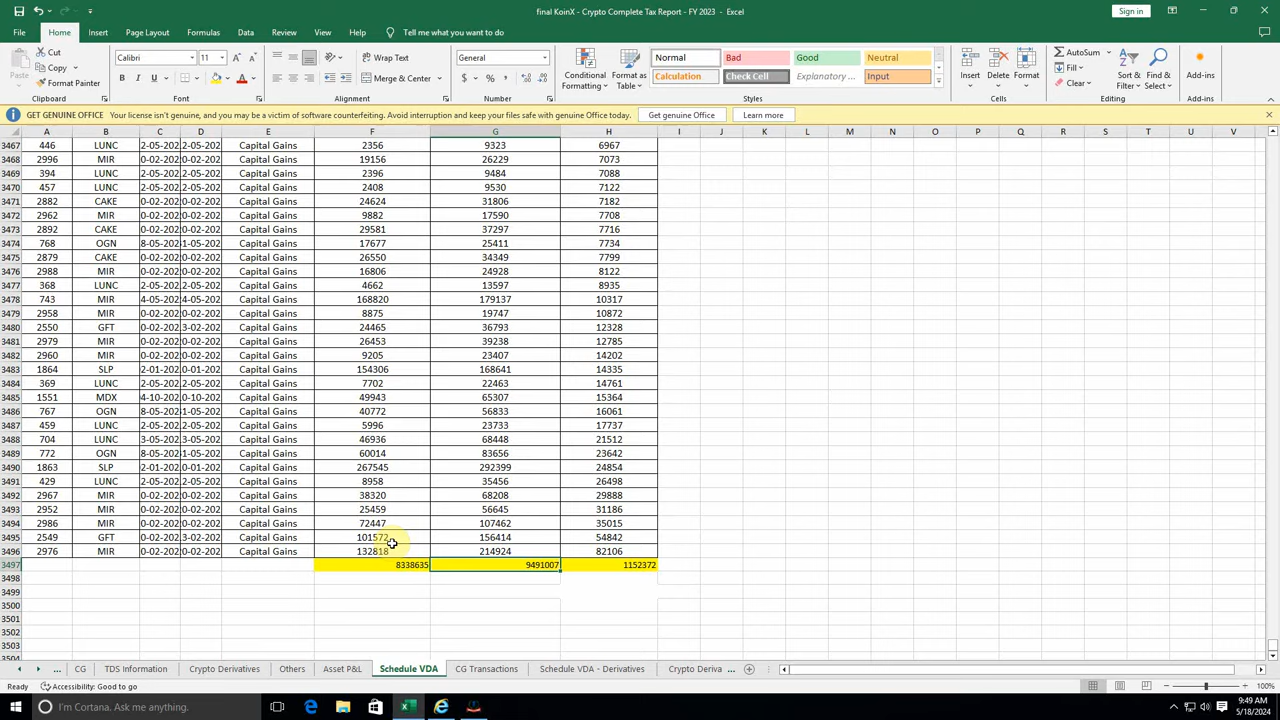 final KoinX - Crypto Complete Tax Report - FY 2023 - Excel
Sign in
File Home Insert Page Layout Formulas Data Review View Help Tell me what you want to do
Paste
Cut
Copy
Format Painter
Clipboard
Calibri 11
Font
Wrap Text
Merge & Center
Alignment
General
Number
Conditional Formatting
Format as Table
Normal Bad Good Neutral
Calculation Check Cell Explanatory ... Input
Styles
Insert Delete Format
Cells
AutoSum
Fill
Clear
Sort & Filter
Find & Select
Editing
Add-ins
Add-ins
GET GENUINE OFFICE Your license isn't genuine, and you may be a victim of software counterfeiting. Avoid interruption and keep your files safe with genuine Office today. Get genuine Office Learn more
A B C D E F G H I J K L M N O P Q R S T U V
3467 446 LUNC 2-05-202 2-05-202 Capital Gains 2356 9323 6967
3468 2996 MIR 0-02-202 0-02-202 Capital Gains 19156 26229 7073
3469 394 LUNC 2-05-202 2-05-202 Capital Gains 2396 9484 7088
3470 457 LUNC 2-05-202 2-05-202 Capital Gains 2408 9530 7122
3471 2882 CAKE 0-02-202 0-02-202 Capital Gains 24624 31806 7182
3472 2962 MIR 0-02-202 0-02-202 Capital Gains 9882 17590 7708
3473 2892 CAKE 0-02-202 0-02-202 Capital Gains 29581 37297 7716
3474 768 OGN 8-05-202 1-05-202 Capital Gains 17677 25411 7734
3475 2879 CAKE 0-02-202 0-02-202 Capital Gains 26550 34349 7799
3476 2988 MIR 0-02-202 0-02-202 Capital Gains 16806 24928 8122
3477 368 LUNC 2-05-202 2-05-202 Capital Gains 4662 13597 8935
3478 743 MIR 4-05-202 4-05-202 Capital Gains 168820 179137 10317
3479 2958 MIR 0-02-202 0-02-202 Capital Gains 8875 19747 10872
3480 2550 GFT 0-02-202 3-02-202 Capital Gains 24465 36793 12328
3481 2979 MIR 0-02-202 0-02-202 Capital Gains 26453 39238 12785
3482 2960 MIR 0-02-202 0-02-202 Capital Gains 9205 23407 14202
3483 1864 SLP 2-01-202 0-01-202 Capital Gains 154306 168641 14335
3484 369 LUNC 2-05-202 2-05-202 Capital Gains 7702 22463 14761
3485 1551 MDX 4-10-202 0-10-202 Capital Gains 49943 65307 15364
3486 767 OGN 8-05-202 1-05-202 Capital Gains 40772 56833 16061
3487 459 LUNC 2-05-202 2-05-202 Capital Gains 5996 23733 17737
3488 704 LUNC 3-05-202 3-05-202 Capital Gains 46936 68448 21512
3489 772 OGN 8-05-202 1-05-202 Capital Gains 60014 83656 23642
3490 1863 SLP 2-01-202 0-01-202 Capital Gains 267545 292399 24854
3491 429 LUNC 2-05-202 2-05-202 Capital Gains 8958 35456 26498
3492 2967 MIR 0-02-202 0-02-202 Capital Gains 38320 68208 29888
3493 2952 MIR 0-02-202 0-02-202 Capital Gains 25459 56645 31186
3494 2986 MIR 0-02-202 0-02-202 Capital Gains 72447 107462 35015
3495 2549 GFT 0-02-202 3-02-202 Capital Gains 101572 156414 54842
3496 2976 MIR 0-02-202 0-02-202 Capital Gains 132818 214924 82106
3497 8338635 9491007 1152372
3498
3499
3500
3501
3502
3503
... CG TDS Information Crypto Derivatives Others Asset P&L Schedule VDA CG Transactions Schedule VDA - Derivatives Crypto Deriva ...
Ready Accessibility: Good to go 100%
I'm Cortana. Ask me anything.
9:49 AM
5/18/2024